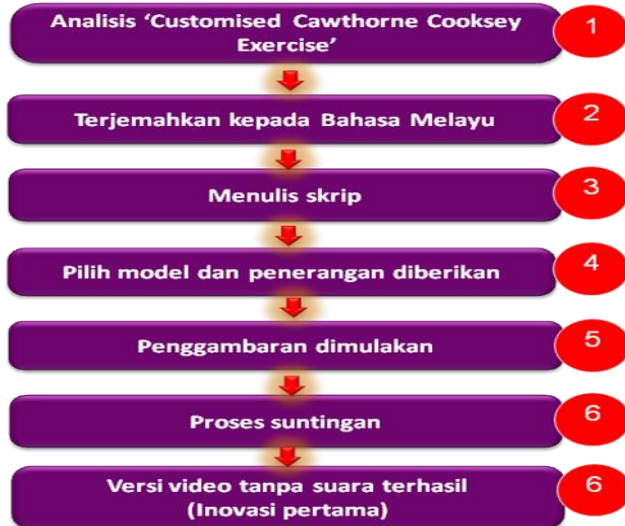 Analisis ‘Customised Cawthorne Cooksey
Exercise’
1
Terjemahkan kepada Bahasa Melayu
2
Menulis skrip
3
Pilih model dan penerangan diberikan
4
Penggambaran dimulakan
5
Proses suntingan
6
Versi video tanpa suara terhasil
(Inovasi pertama)
6